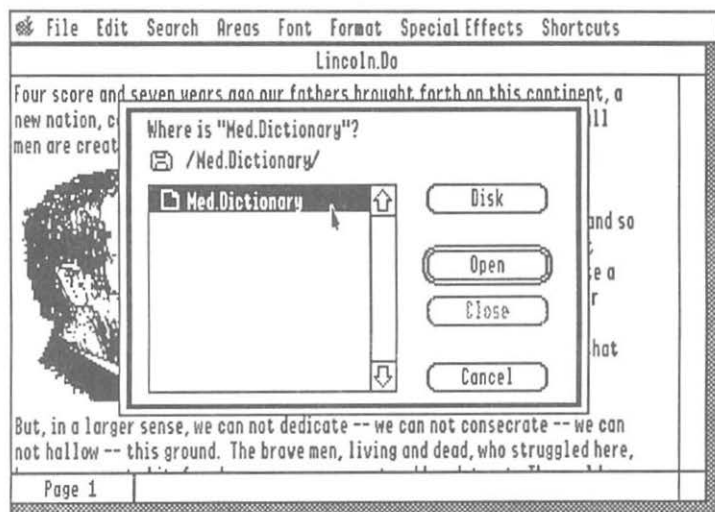 File Edit Search Areas Font Format Special Effects Shortcuts
Lincoln.Do
Four score and seven years ago our fathers brought forth on this continent, a
new nation, c
all
men are creat
Where is "Med.Dictionary"?
/Med.Dictionary/
Med.Dictionary
Disk
Open
Close
Cancel
and so
e a
r
hat
But, in a larger sense, we can not dedicate -- we can not consecrate -- we can
not hallow -- this ground. The brave men, living and dead, who struggled here,
Page 1